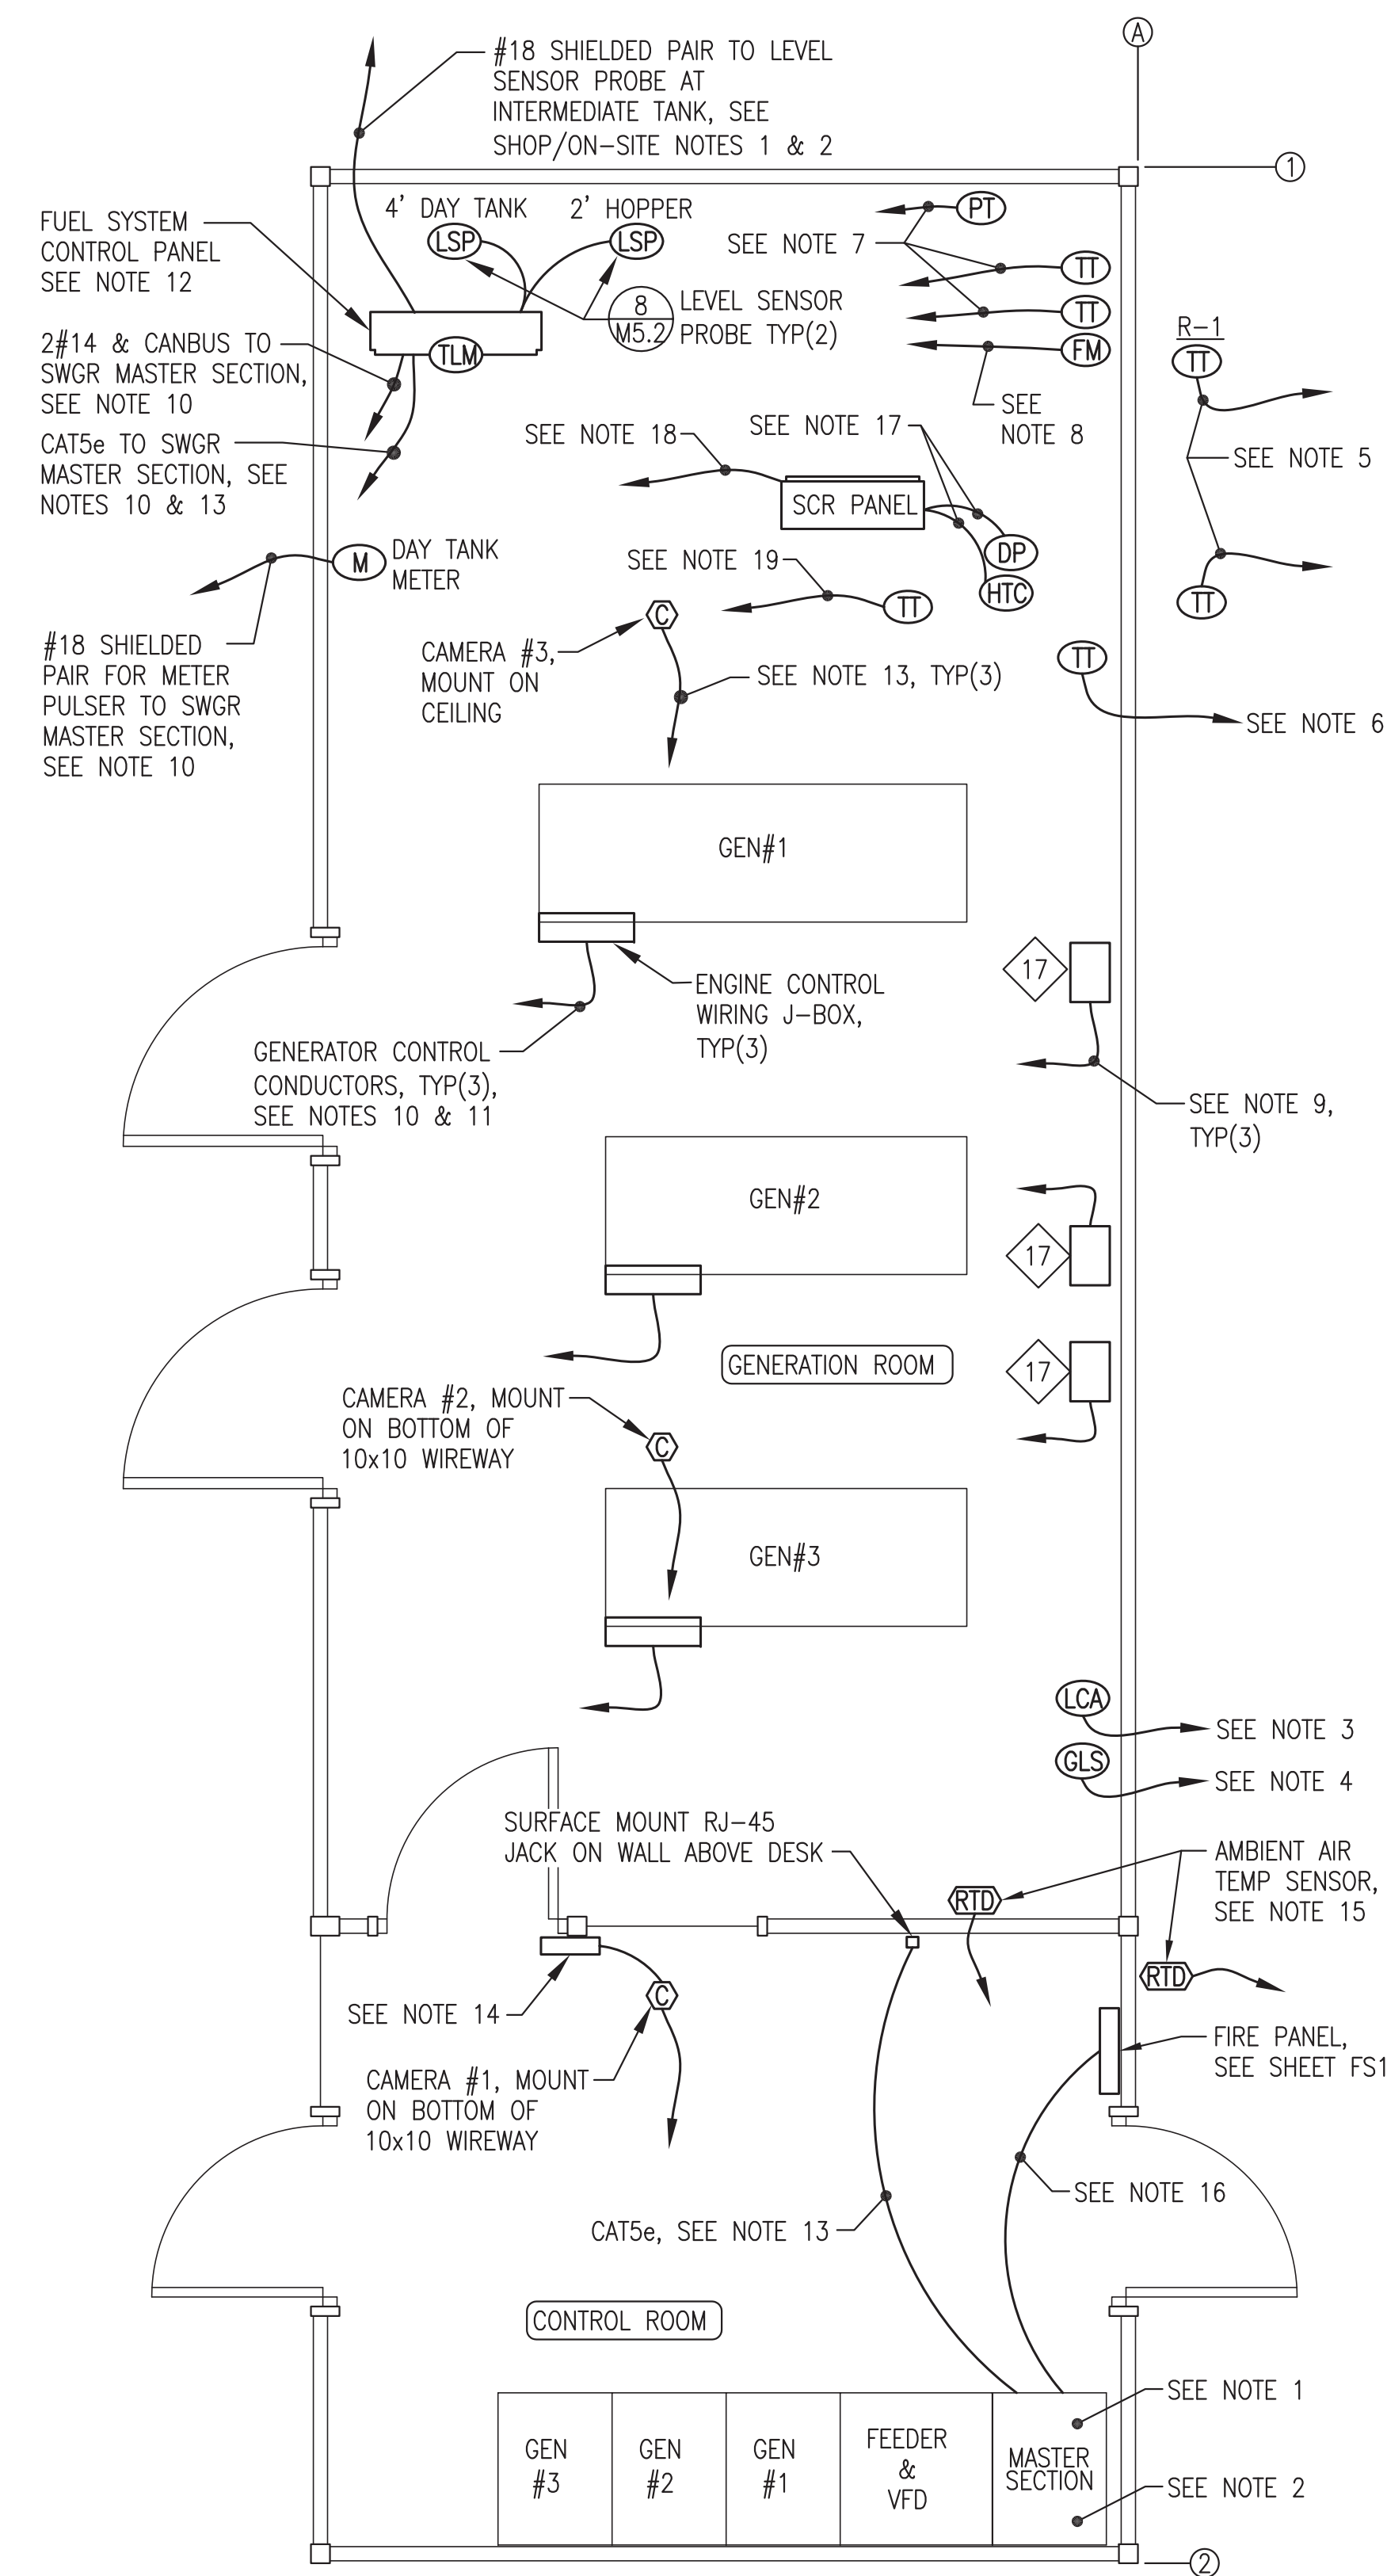 A
1
#18 SHIELDED PAIR TO LEVEL
SENSOR PROBE AT
INTERMEDIATE TANK, SEE
SHOP/ON-SITE NOTES 1 & 2
FUEL SYSTEM
CONTROL PANEL
SEE NOTE 12
4' DAY TANK
2' HOPPER
LSP
LSP
PT
SEE NOTE 7
TT
TT
FM
8
M5.2
LEVEL SENSOR
PROBE TYP(2)
R-1
TT
2#14 & CANBUS TO
SWGR MASTER SECTION,
SEE NOTE 10
TLM
SEE
NOTE 8
CAT5e TO SWGR
MASTER SECTION, SEE
NOTES 10 & 13
SEE NOTE 18
SEE NOTE 17
SEE NOTE 5
SCR PANEL
M
DAY TANK
METER
DP
HTC
SEE NOTE 19
TT
TT
#18 SHIELDED
PAIR FOR METER
PULSER TO SWGR
MASTER SECTION,
SEE NOTE 10
C
CAMERA #3,
MOUNT ON
CEILING
SEE NOTE 13, TYP(3)
TT
SEE NOTE 6
GEN#1
17
ENGINE CONTROL
WIRING J-BOX,
TYP(3)
GENERATOR CONTROL
CONDUCTORS, TYP(3),
SEE NOTES 10 & 11
SEE NOTE 9,
TYP(3)
GEN#2
17
GENERATION ROOM
17
CAMERA #2, MOUNT
ON BOTTOM OF
10x10 WIREWAY
C
GEN#3
LCA
SEE NOTE 3
GLS
SEE NOTE 4
SURFACE MOUNT RJ-45
JACK ON WALL ABOVE DESK
AMBIENT AIR
TEMP SENSOR,
SEE NOTE 15
RTD
RTD
SEE NOTE 14
C
FIRE PANEL,
SEE SHEET FS1
CAMERA #1, MOUNT
ON BOTTOM OF
10x10 WIREWAY
SEE NOTE 16
CAT5e, SEE NOTE 13
CONTROL ROOM
SEE NOTE 1
GEN
#3
GEN
#2
GEN
#1
FEEDER
&
VFD
MASTER
SECTION
SEE NOTE 2
2